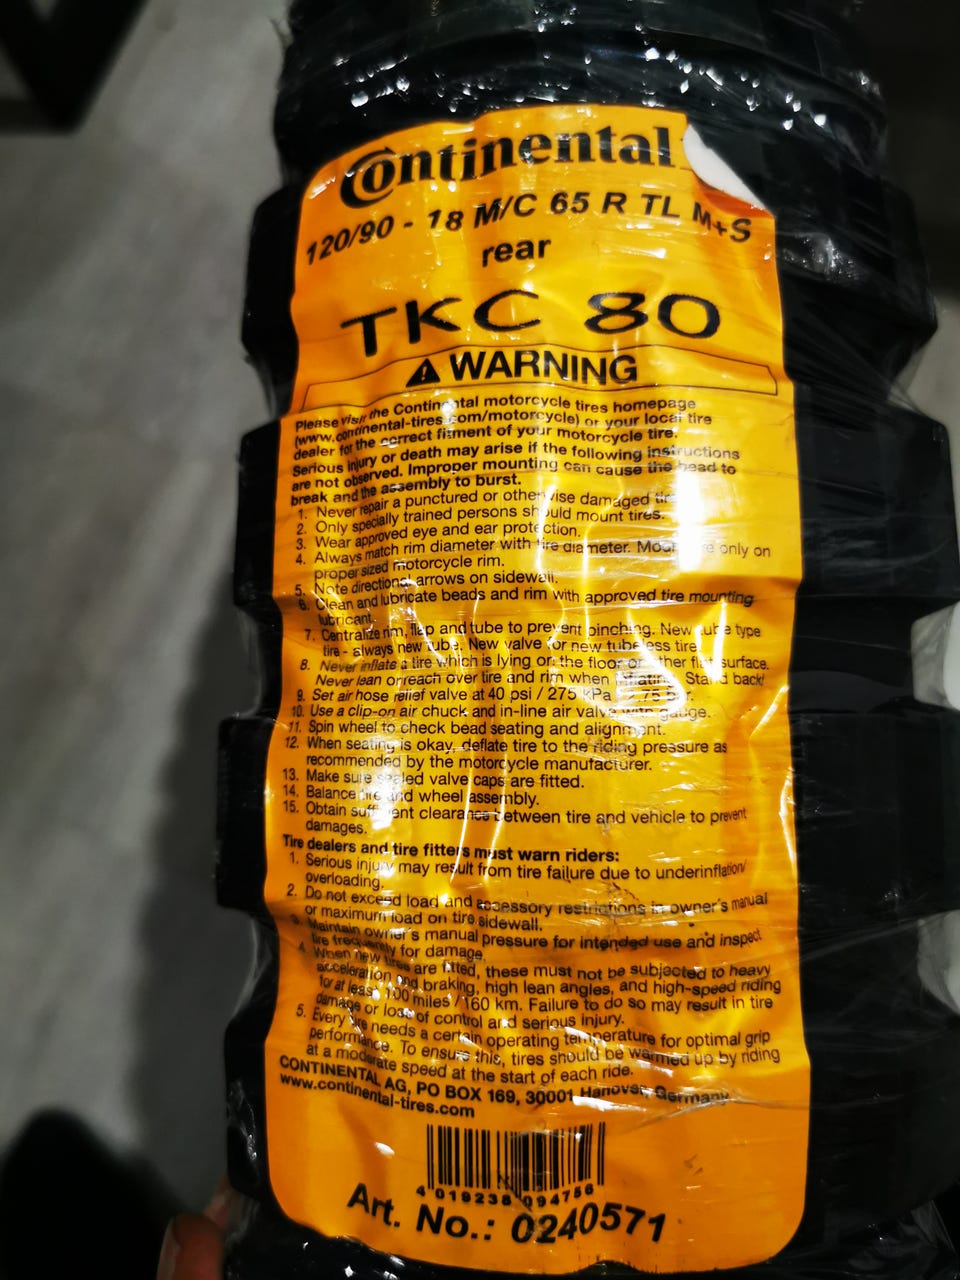 Continental
120/90 - 18 M/C 65 R TL M+S
rear
TKC 80
WARNING
Please visit the Continental motorcycle tires homepage
(www.continental-tires.com/motorcycle) or your local tire
dealer for the correct fitment of your motorcycle tire.
Serious injury or death may arise if the following instructions
are not observed. Improper mounting can cause the bead to
break and the assembly to burst.
1. Never repair a punctured or otherwise damaged
2. Only specially trained persons should mount tires.
3. Wear approved eye and ear protection.
4. Always match rim diameter with tire diameter. only on
proper sized motorcycle rim.
5. Note directional arrows on sidewall.
6. Clean and lubricate beads and rim with approved tire mounting
lubricant.
7. Centralize rim, flap and tube to prevent pinching. New tube type
tire - always new tube. New valve for new tubeless tire
8. Never inflate a tire which is lying on the floor or other flat surface.
Never lean or reach over tire and rim when inflating. Stand back!
9. Set air hose relief valve at 40 psi / 275 kPa 2.75 bar.
10. Use a clip-on air chuck and in-line air valve with gauge.
11. Spin wheel to check bead seating and alignment.
12. When seating is okay, deflate tire to the riding pressure as
recommended by the motorcycle manufacturer.
13. Make sure sealed valve caps are fitted.
14. Balance tire and wheel assembly.
15. Obtain sufficient clearance between tire and vehicle to prevent
damages.
Tire dealers and tire fitters must warn riders:
1. Serious injury may result from tire failure due to underinflation/
overloading.
2. Do not exceed load and accessory restrictions in owner's manual
or maximum load on tire sidewall.
3. Maintain owner's manual pressure for intended use and inspect
tire frequently for damage.
4. When new tires are fitted, these must not be subjected to heavy
acceleration and braking, high lean angles, and high-speed riding
for at least 100 miles / 160 km. Failure to do so may result in tire
damage or loss of control and serious injury.
5. Every tire needs a certain operating temperature for optimal grip
performance. To ensure this, tires should be warmed up by riding
at a moderate speed at the start of each ride.
CONTINENTAL AG, PO BOX 169, 30001 Hanover, Germany
www.continental-tires.com
4 019238 094756
Art. No.: 0240571